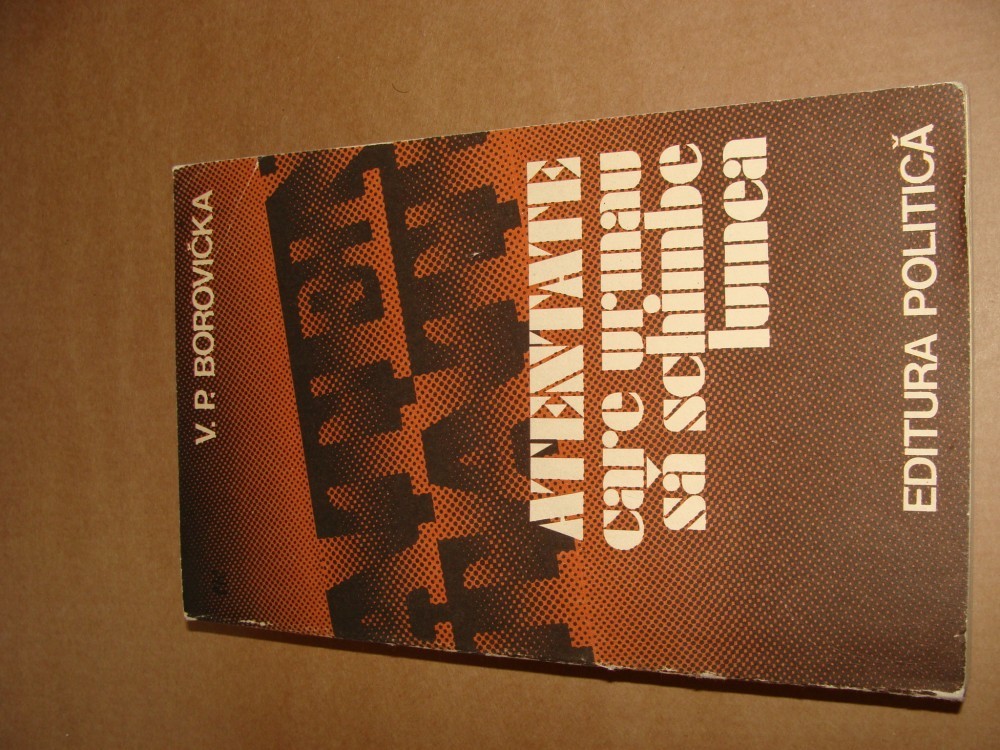 V. P. BOROVIČKA
ATENTATE
care urmau
să schimbe
lumea
EDITURA POLITICĂ